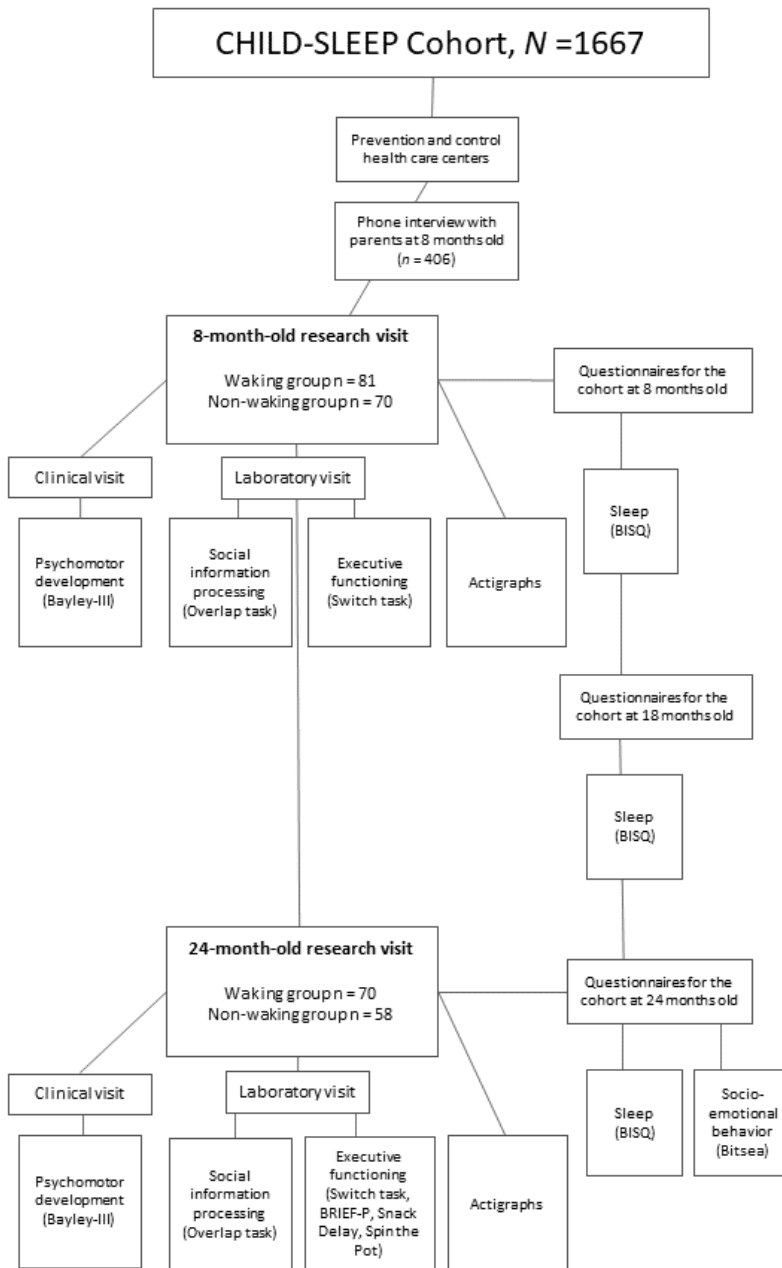 CHILD-SLEEP Cohort, N =1667
Prevention and control
health care centers
Phone interview with
parents at 8 months old
(n = 406)
8-month-old research visit
Waking group n = 81
Non-waking group n = 70
Questionnaires for the
cohort at 8 months old
Clinical visit
Laboratory visit
Psychomotor
development
(Bayley-III)
Social
information
processing
(Overlap task)
Executive
functioning
(Switch task)
Actigraphs
Sleep
(BISQ)
Questionnaires for the
cohort at 18 months old
Sleep
(BISQ)
24-month-old research visit
Waking group n = 70
Non-waking group n = 58
Questionnaires for the
cohort at 24 months old
Clinical visit
Laboratory visit
Psychomotor
development
(Bayley-III)
Social
information
processing
(Overlap task)
Executive
functioning
(Switch task,
BRIEF-P, Snack
Delay, Spin the
Pot)
Actigraphs
Sleep
(BISQ)
Socio-
emotional
behavior
(Bitsea)